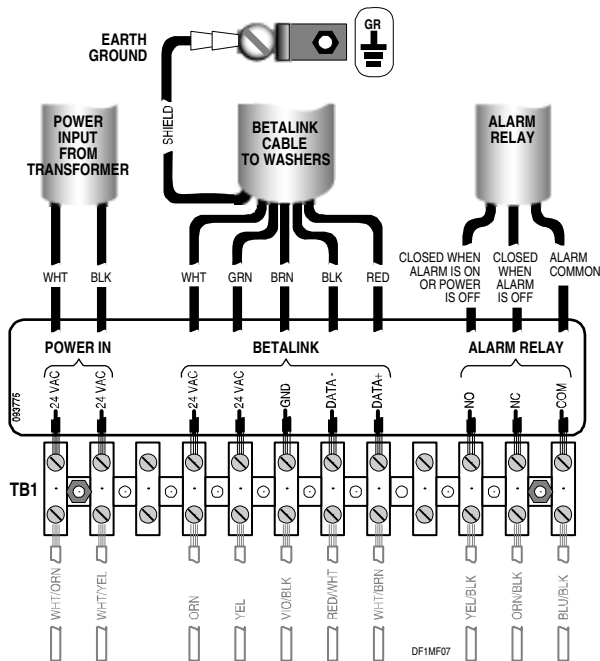 EARTH
GROUND
GR
SHIELD
POWER
INPUT
FROM
TRANSFORMER
BETALINK
CABLE
TO WASHERS
ALARM
RELAY
WHT
BLK
WHT
GRN
BRN
BLK
RED
CLOSED WHEN
ALARM IS ON
OR POWER
IS OFF
CLOSED
WHEN
ALARM
IS OFF
ALARM
COMMON
POWER IN
BETALINK
ALARM RELAY
093775
24 VAC
24 VAC
24 VAC
24 VAC
GND
DATA -
DATA+
NO
NC
COM
TB1
WHT/ORN
WHT/YEL
ORN
YEL
VIO/BLK
RED/WHT
WHT/BRN
YEL/BLK
ORN/BLK
BLU/BLK
DF1MF07